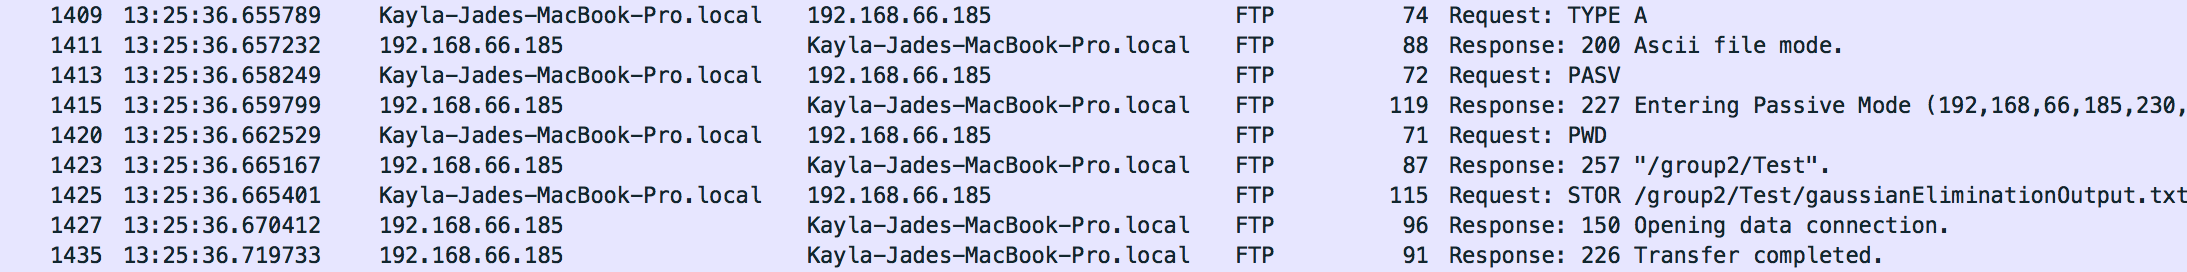 1409 13:25:36.655789 Kayla-Jades-MacBook-Pro.local 192.168.66.185 FTP 74 Request: TYPE A
1411 13:25:36.657232 192.168.66.185 Kayla-Jades-MacBook-Pro.local FTP 88 Response: 200 Ascii file mode.
1413 13:25:36.658249 Kayla-Jades-MacBook-Pro.local 192.168.66.185 FTP 72 Request: PASV
1415 13:25:36.659799 192.168.66.185 Kayla-Jades-MacBook-Pro.local FTP 119 Response: 227 Entering Passive Mode (192,168,66,185,230,
1420 13:25:36.662529 Kayla-Jades-MacBook-Pro.local 192.168.66.185 FTP 71 Request: PWD
1423 13:25:36.665167 192.168.66.185 Kayla-Jades-MacBook-Pro.local FTP 87 Response: 257 "/group2/Test".
1425 13:25:36.665401 Kayla-Jades-MacBook-Pro.local 192.168.66.185 FTP 115 Request: STOR /group2/Test/gaussianEliminationOutput.txt
1427 13:25:36.670412 192.168.66.185 Kayla-Jades-MacBook-Pro.local FTP 96 Response: 150 Opening data connection.
1435 13:25:36.719733 192.168.66.185 Kayla-Jades-MacBook-Pro.local FTP 91 Response: 226 Transfer completed.